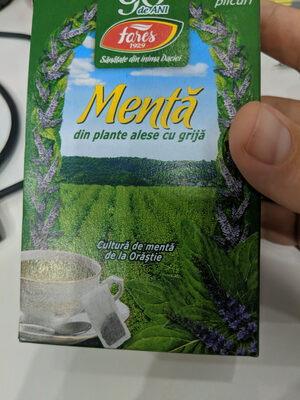 de ANI
plicuri
fares
1929
Sănătate din inima Daciei
Mentă
din plante alese cu grijă
Cultură de mentă
de la Orăștie